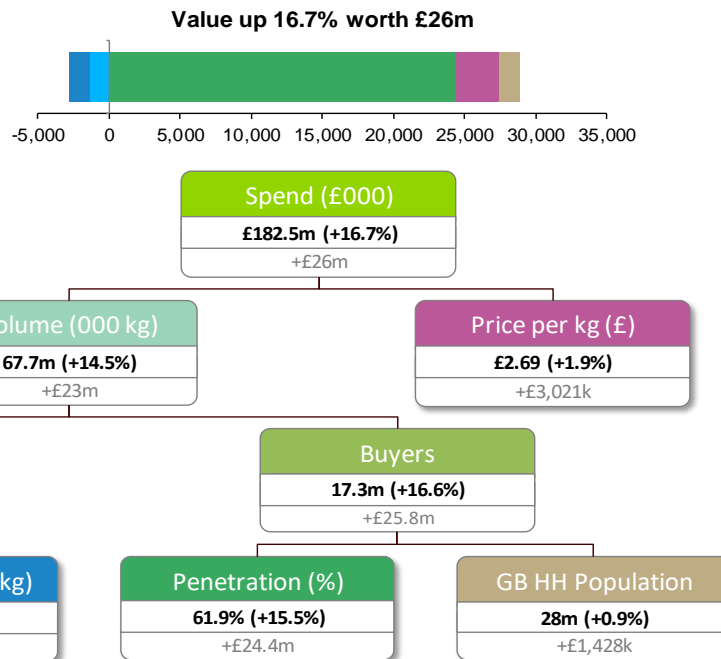 Value up 16.7% worth £26m
-5,000 0 5,000 10,000 15,000 20,000 25,000 30,000 35,000
Spend (£000)
£182.5m (+16.7%)
+£26m
olume (000 kg)
67.7m (+14.5%)
+£23m
Price per kg (£)
£2.69 (+1.9%)
+£3,021k
Buyers
17.3m (+16.6%)
+£25.8m
kg)
Penetration (%)
61.9% (+15.5%)
+£24.4m
GB HH Population
28m (+0.9%)
+£1,428k